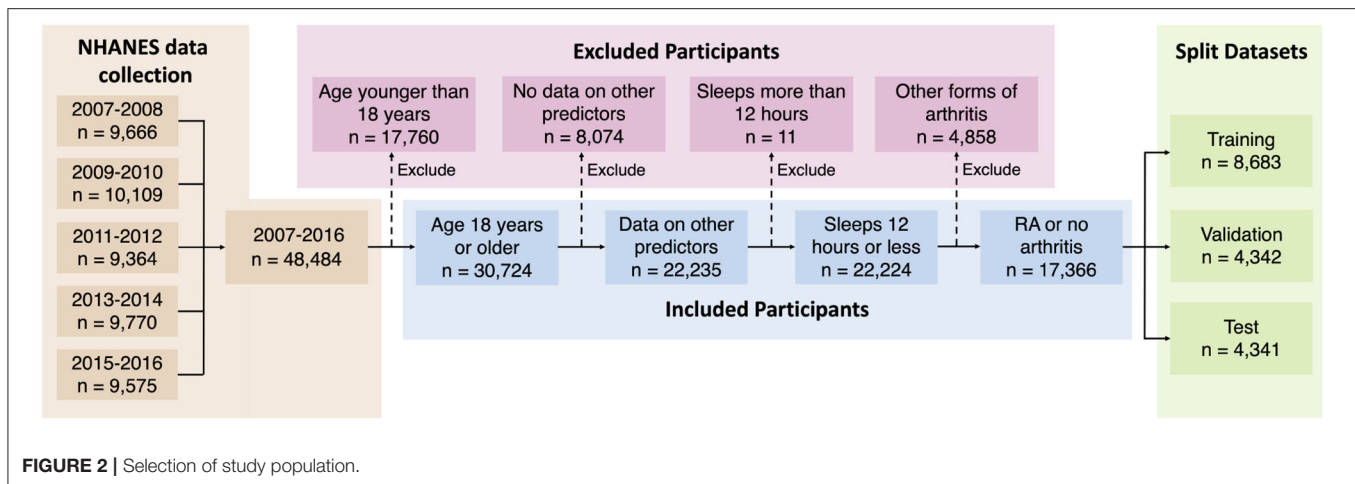 NHANES data
collection
2007-2008
n = 9,666
2009-2010
n = 10,109
2011-2012
n = 9,364
2013-2014
n = 9,770
2015-2016
n = 9,575
2007-2016
n = 48,484
Excluded Participants
Age younger than
18 years
n = 17,760
No data on other
predictors
n = 8,074
Sleeps more than
12 hours
n = 11
Other forms of
arthritis
n = 4,858
Exclude
Exclude
Exclude
Exclude
Age 18 years
or older
n = 30,724
Data on other
predictors
n = 22,235
Sleeps 12
hours or less
n = 22,224
RA or no
arthritis
n = 17,366
Included Participants
Split Datasets
Training
n = 8,683
Validation
n = 4,342
Test
n = 4,341
FIGURE 2 | Selection of study population.